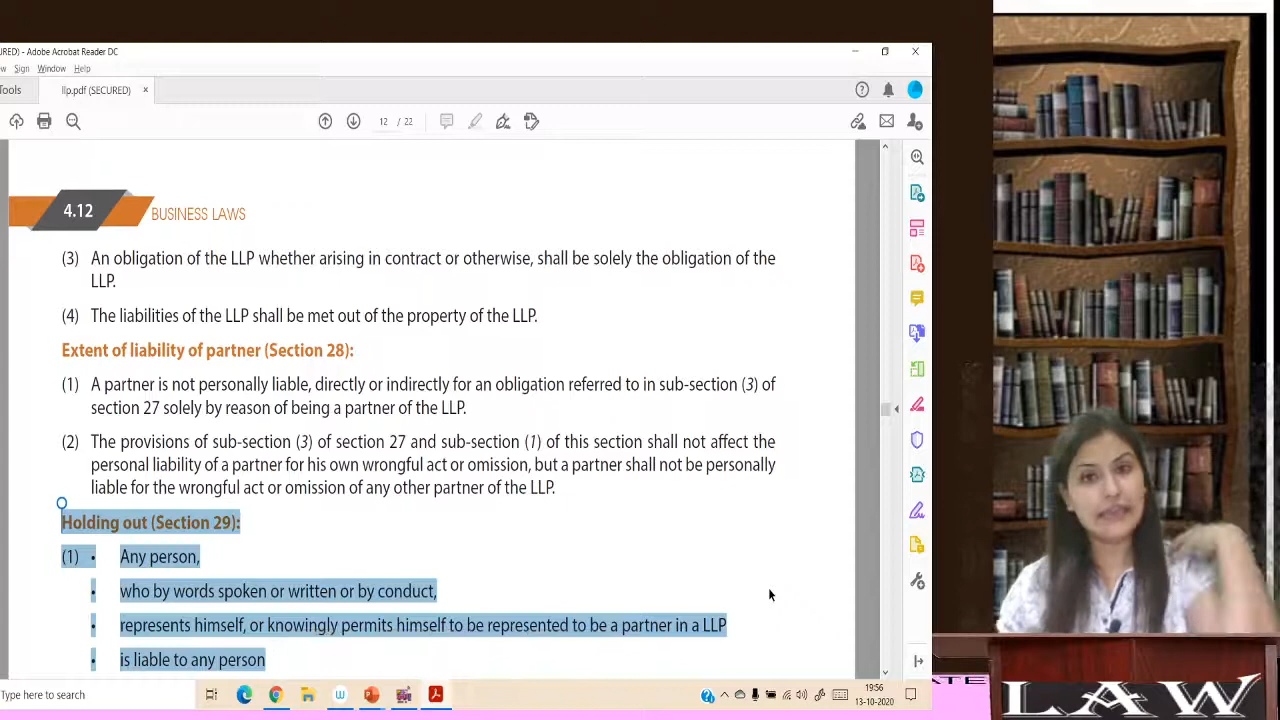 RED) - Adobe Acrobat Reader DC
w Sign Window Help
Tools llp.pdf (SECURED) ×
12 / 22
4.12 BUSINESS LAWS
(3) An obligation of the LLP whether arising in contract or otherwise, shall be solely the obligation of the
LLP.
(4) The liabilities of the LLP shall be met out of the property of the LLP.
Extent of liability of partner (Section 28):
(1) A partner is not personally liable, directly or indirectly for an obligation referred to in sub-section (3) of
section 27 solely by reason of being a partner of the LLP.
(2) The provisions of sub-section (3) of section 27 and sub-section (1) of this section shall not affect the
personal liability of a partner for his own wrongful act or omission, but a partner shall not be personally
liable for the wrongful act or omission of any other partner of the LLP.
Holding out (Section 29):
(1) • Any person,
• who by words spoken or written or by conduct,
• represents himself, or knowingly permits himself to be represented to be a partner in a LLP
• is liable to any person
Type here to search
19:56
13-10-2020
ATE
LAW